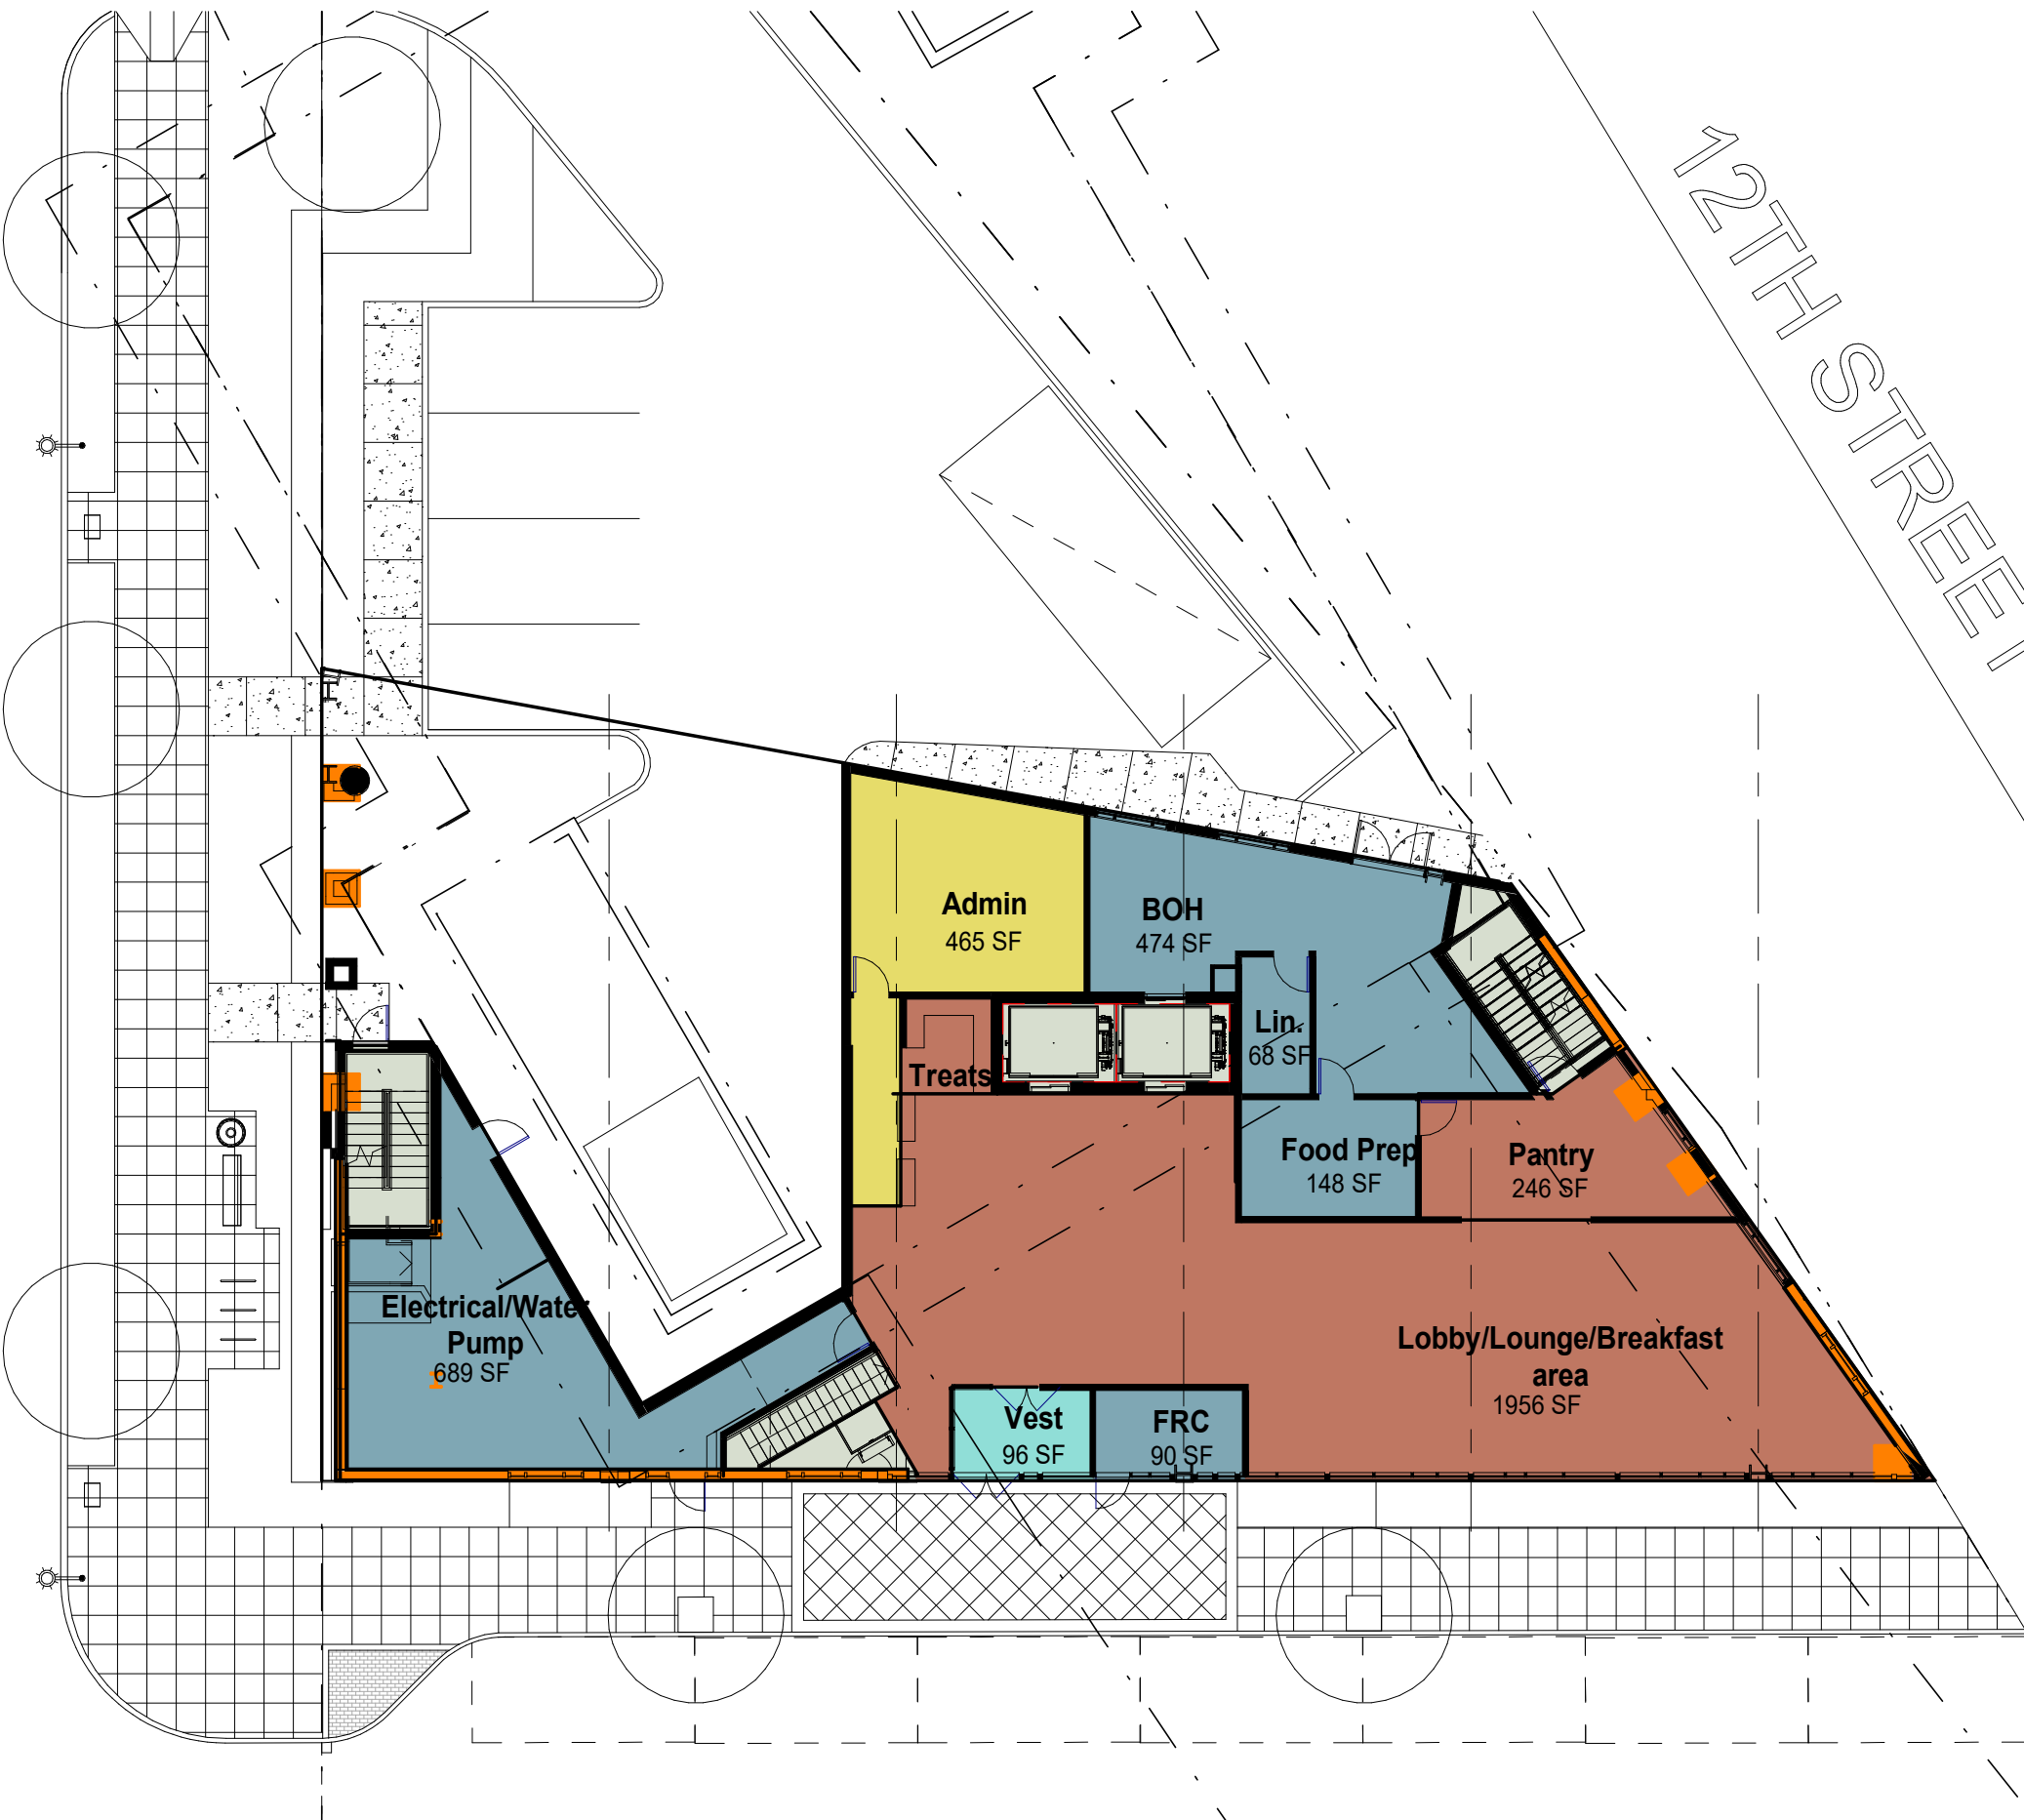 12TH STREET
Admin
465 SF
BOH
474 SF
Lin.
68 SF
Treats
Food Prep
148 SF
Pantry
246 SF
Electrical/Water
Pump
689 SF
Lobby/Lounge/Breakfast
area
1956 SF
Vest
96 SF
FRC
90 SF